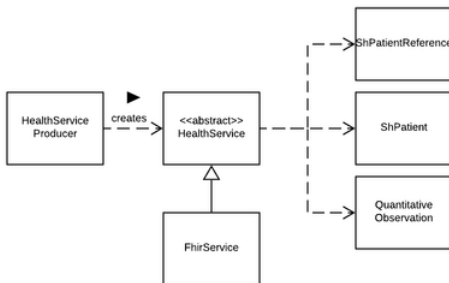 ShPatientReference
HealthService
Producer
creates
<<abstract>>
HealthService
ShPatient
Quantitative
Observation
FhirService